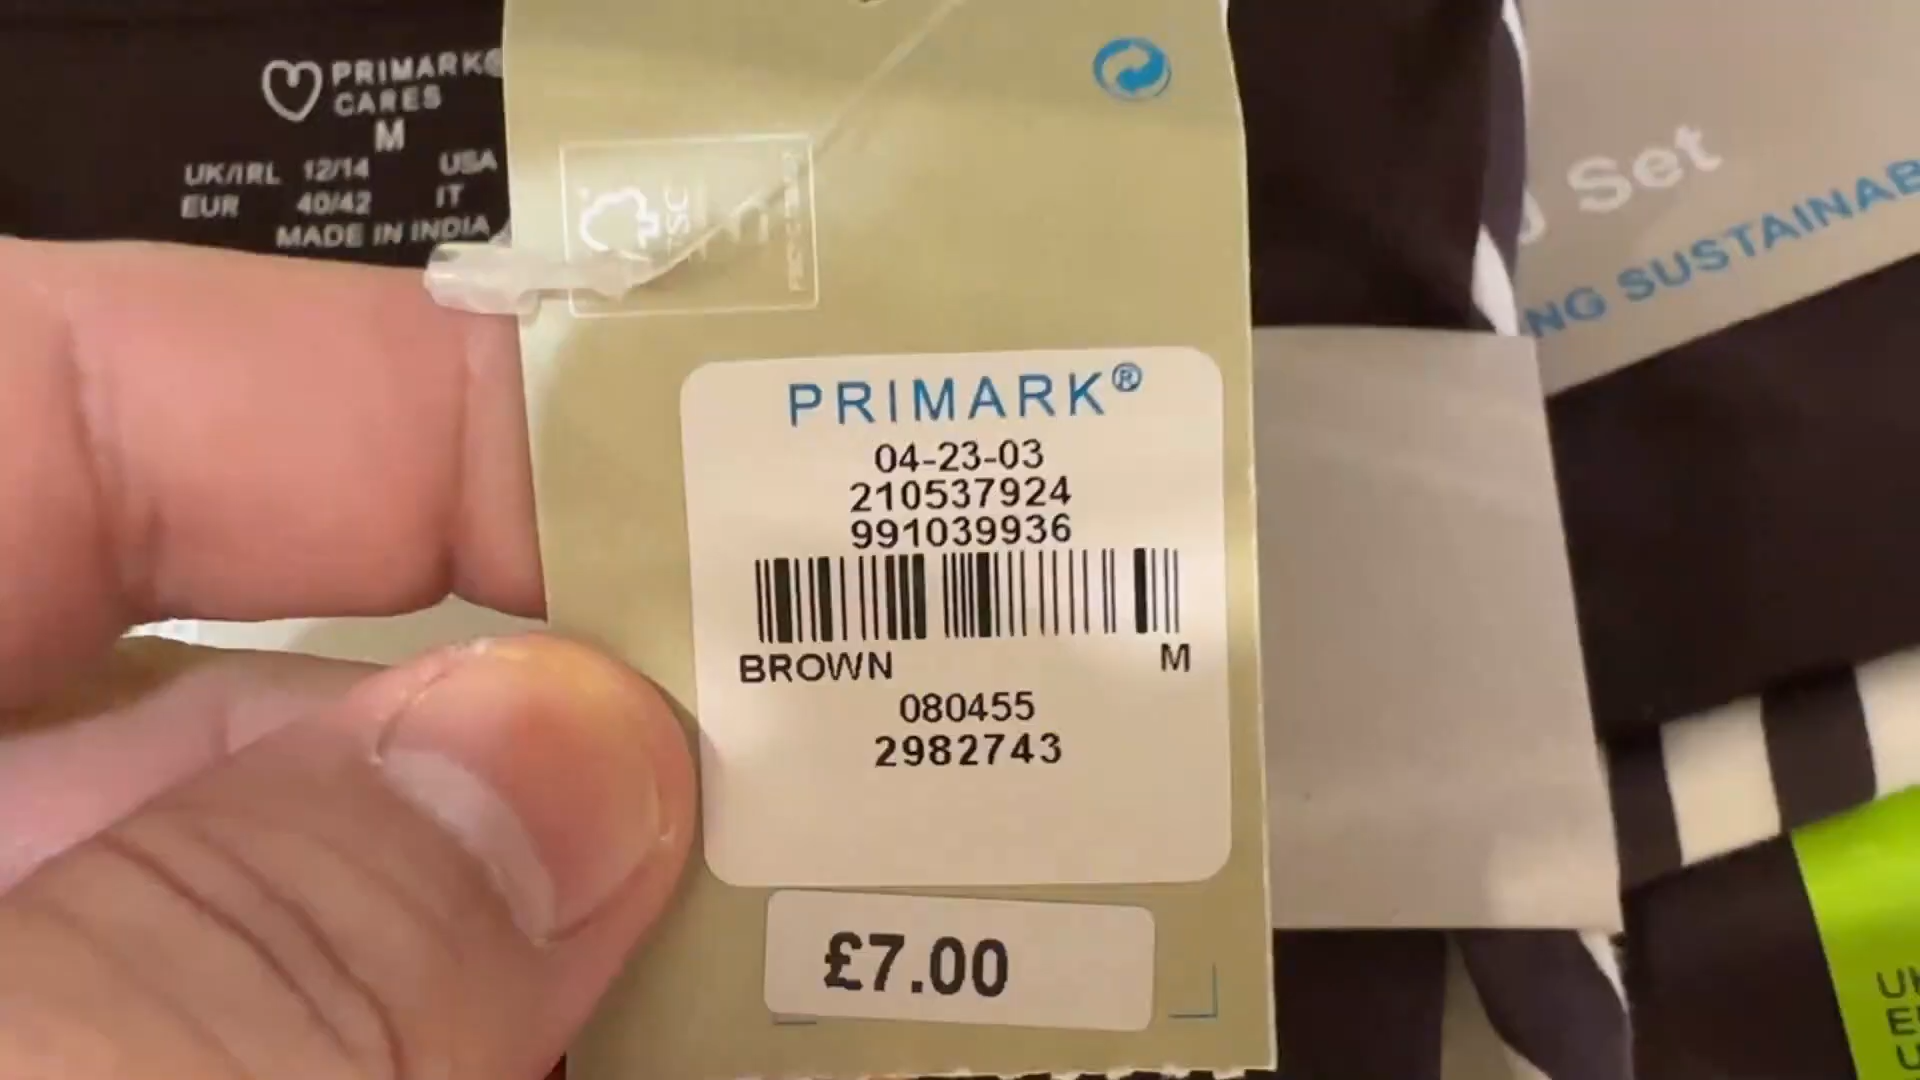 PRIMARK®
CARES
M
UK/IRL 12/14 USA
EUR 40/42 IT
MADE IN INDIA
FSC
PRIMARK®
04-23-03
210537924
991039936
BROWN M
080455
2982743
£7.00
Set
SUSTAINAB